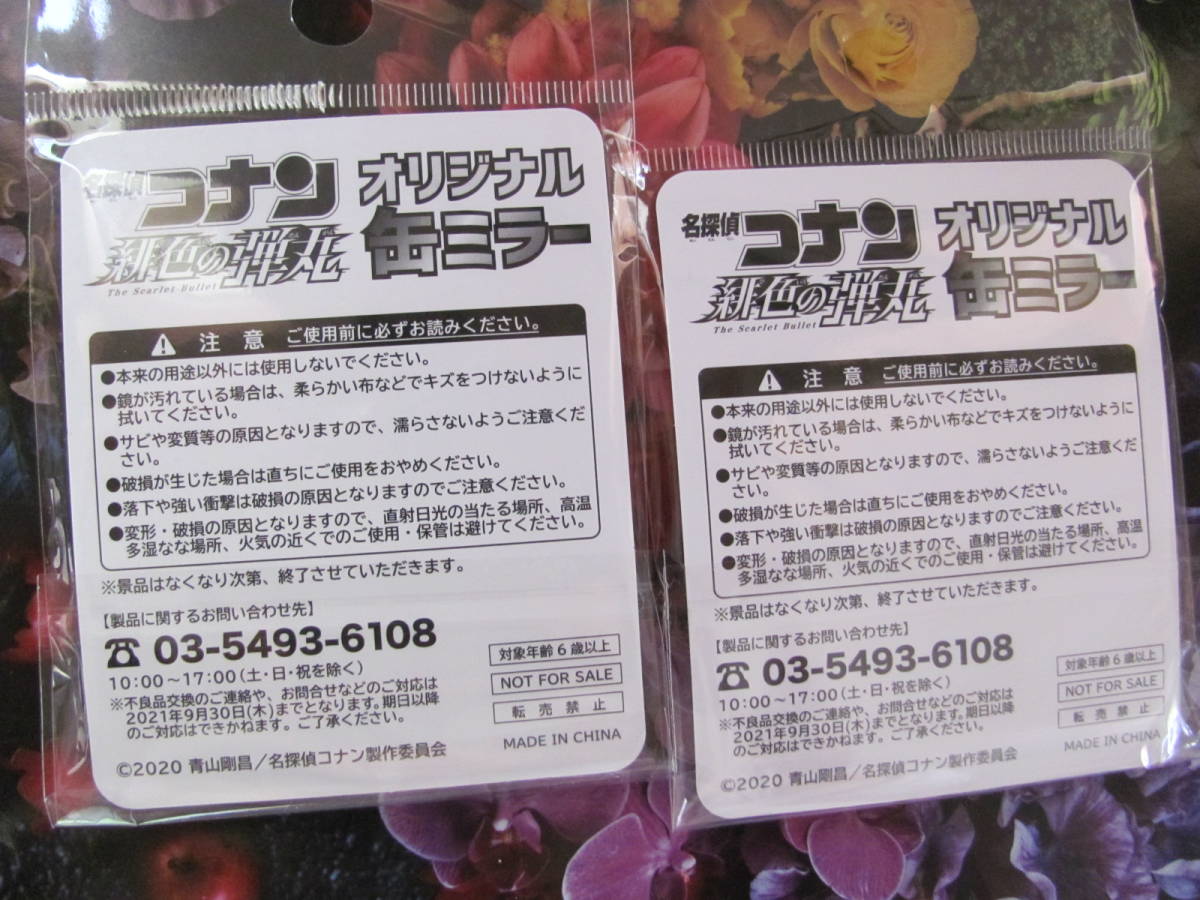 名探偵
コナン
緋色の弾丸
The Scarlet Bullet
オリジナル
缶ミラー
注意 ご使用前に必ずお読みください。
●本来の用途以外には使用しないでください。
●鏡が汚れている場合は、柔らかい布などでキズをつけないように
拭いてください。
●サビや変質等の原因となりますので、濡らさないようご注意くだ
さい。
●破損が生じた場合は直ちにご使用をおやめください。
●落下や強い衝撃は破損の原因となりますのでご注意ください。
●変形・破損の原因となりますので、直射日光の当たる場所、高温
多湿なな場所、火気の近くでのご使用・保管は避けてください。
※景品はなくなり次第、終了させていただきます。
【製品に関するお問い合わせ先】
☎ 03-5493-6108
10:00～17:00(土・日・祝を除く)
※不良品交換のご連絡や、お問合せなどのご対応は
2021年9月30日(木)までとなります。期日以降
のご対応はできかねます。ご了承ください。
対象年齢6歳以上
NOT FOR SALE
転売禁止
MADE IN CHINA
©2020 青山剛昌／名探偵コナン製作委員会
名探偵
コナン
緋色の弾丸
The Scarlet Bullet
オリジナル
缶ミラー
注意 ご使用前に必ずお読みください。
●本来の用途以外には使用しないでください。
●鏡が汚れている場合は、柔らかい布などでキズをつけないように
拭いてください。
●サビや変質等の原因となりますので、濡らさないようご注意くだ
さい。
●破損が生じた場合は直ちにご使用をおやめください。
●落下や強い衝撃は破損の原因となりますのでご注意ください。
●変形・破損の原因となりますので、直射日光の当たる場所、高温
多湿なな場所、火気の近くでのご使用・保管は避けてください。
※景品はなくなり次第、終了させていただきます。
【製品に関するお問い合わせ先】
☎ 03-5493-6108
10:00～17:00(土・日・祝を除く)
※不良品交換のご連絡や、お問合せなどのご対応は
2021年9月30日(木)までとなります。期日以降
のご対応はできかねます。ご了承ください。
対象年齢6歳以上
NOT FOR SALE
転売禁止
MADE IN CHINA
©2020 青山剛昌／名探偵コナン製作委員会